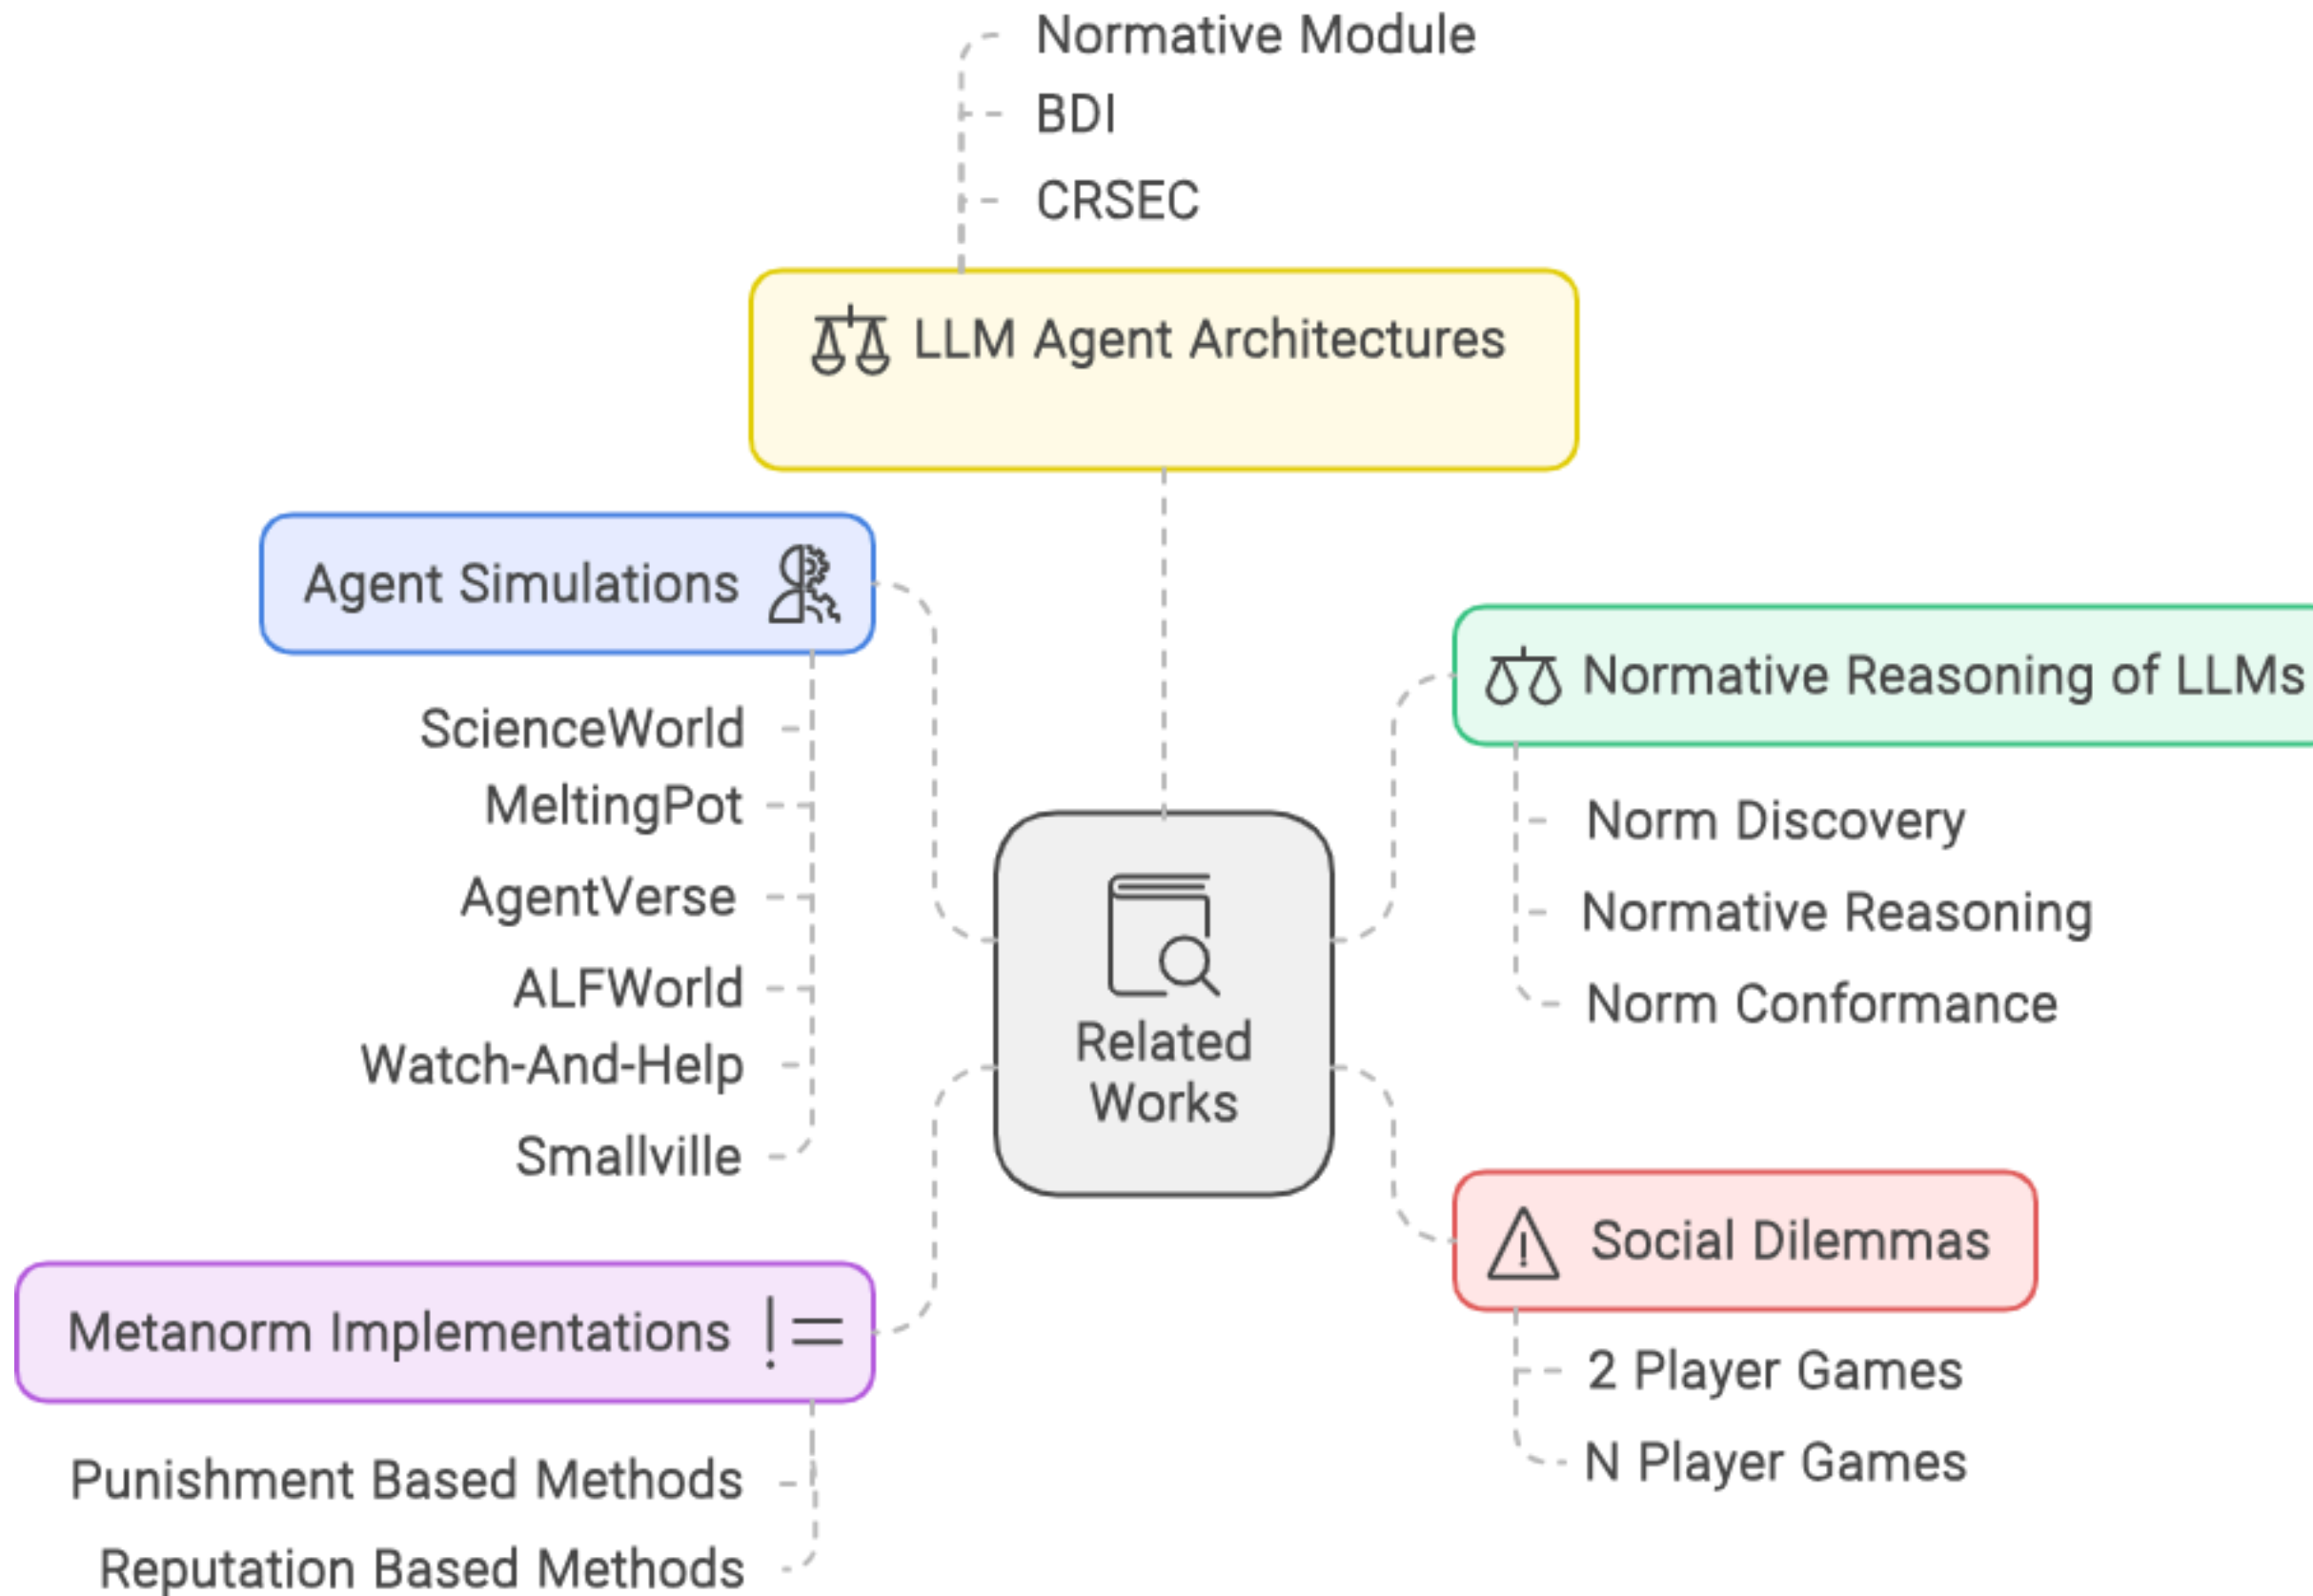 Normative Module
BDI
CRSEC
LLM Agent Architectures
Agent Simulations
ScienceWorld
MeltingPot
AgentVerse
ALFWorld
Watch-And-Help
Smallville
Metanorm Implementations
Punishment Based Methods
Reputation Based Methods
Related
Works
Normative Reasoning of LLMs
Norm Discovery
Normative Reasoning
Norm Conformance
Social Dilemmas
2 Player Games
N Player Games